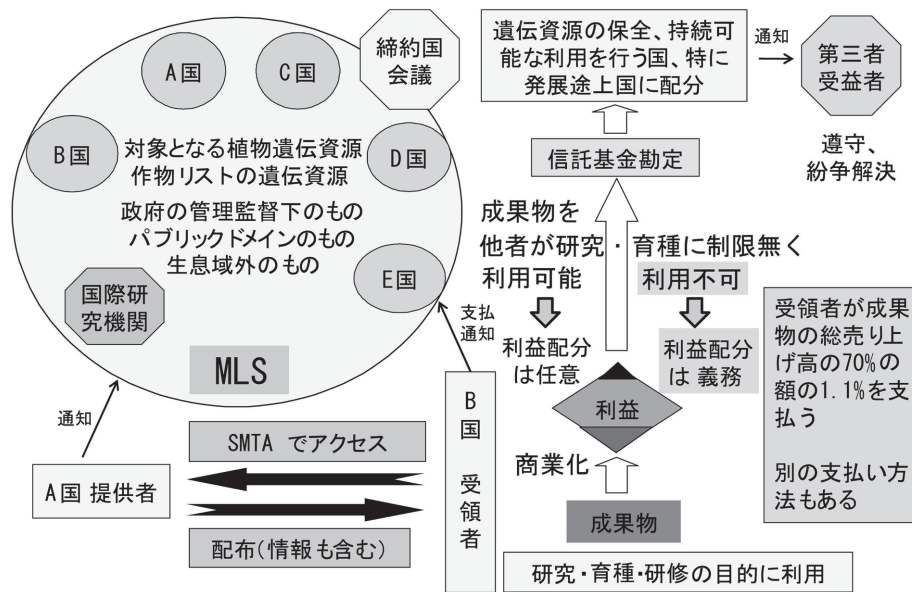 A国
C国
締約国
会議
B国
対象となる植物遺伝資源
作物リストの遺伝資源
D国
政府の管理監督下のもの
パブリックドメインのもの
生息域外のもの
E国
国際研
究機関
MLS
通知
支払
通知
A国 提供者
SMTA でアクセス
配布(情報も含む)
B
国
受
領
者
遺伝資源の保全、持続可
能な利用を行う国、特に
発展途上国に配分
通知
第三者
受益者
遵守、
紛争解決
信託基金勘定
成果物を
他者が研究・育種に制限無く
利用可能
利用不可
利益配分
は任意
利益配分
は 義務
利益
商業化
成果物
研究・育種・研修の目的に利用
受領者が成果
物の総売り上
げ高の70%の
額の1.1%を支
払う
別の支払い方
法もある